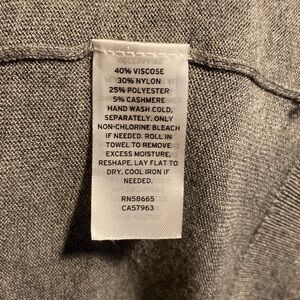 40% VISCOSE
30% NYLON
25% POLYESTER
5% CASHMERE
HAND WASH COLD,
SEPARATELY. ONLY
NON-CHLORINE BLEACH
IF NEEDED. ROLL IN
TOWEL TO REMOVE
EXCESS MOISTURE,
RESHAPE, LAY FLAT TO
DRY. COOL IRON IF
NEEDED.
RN58665
CA57963